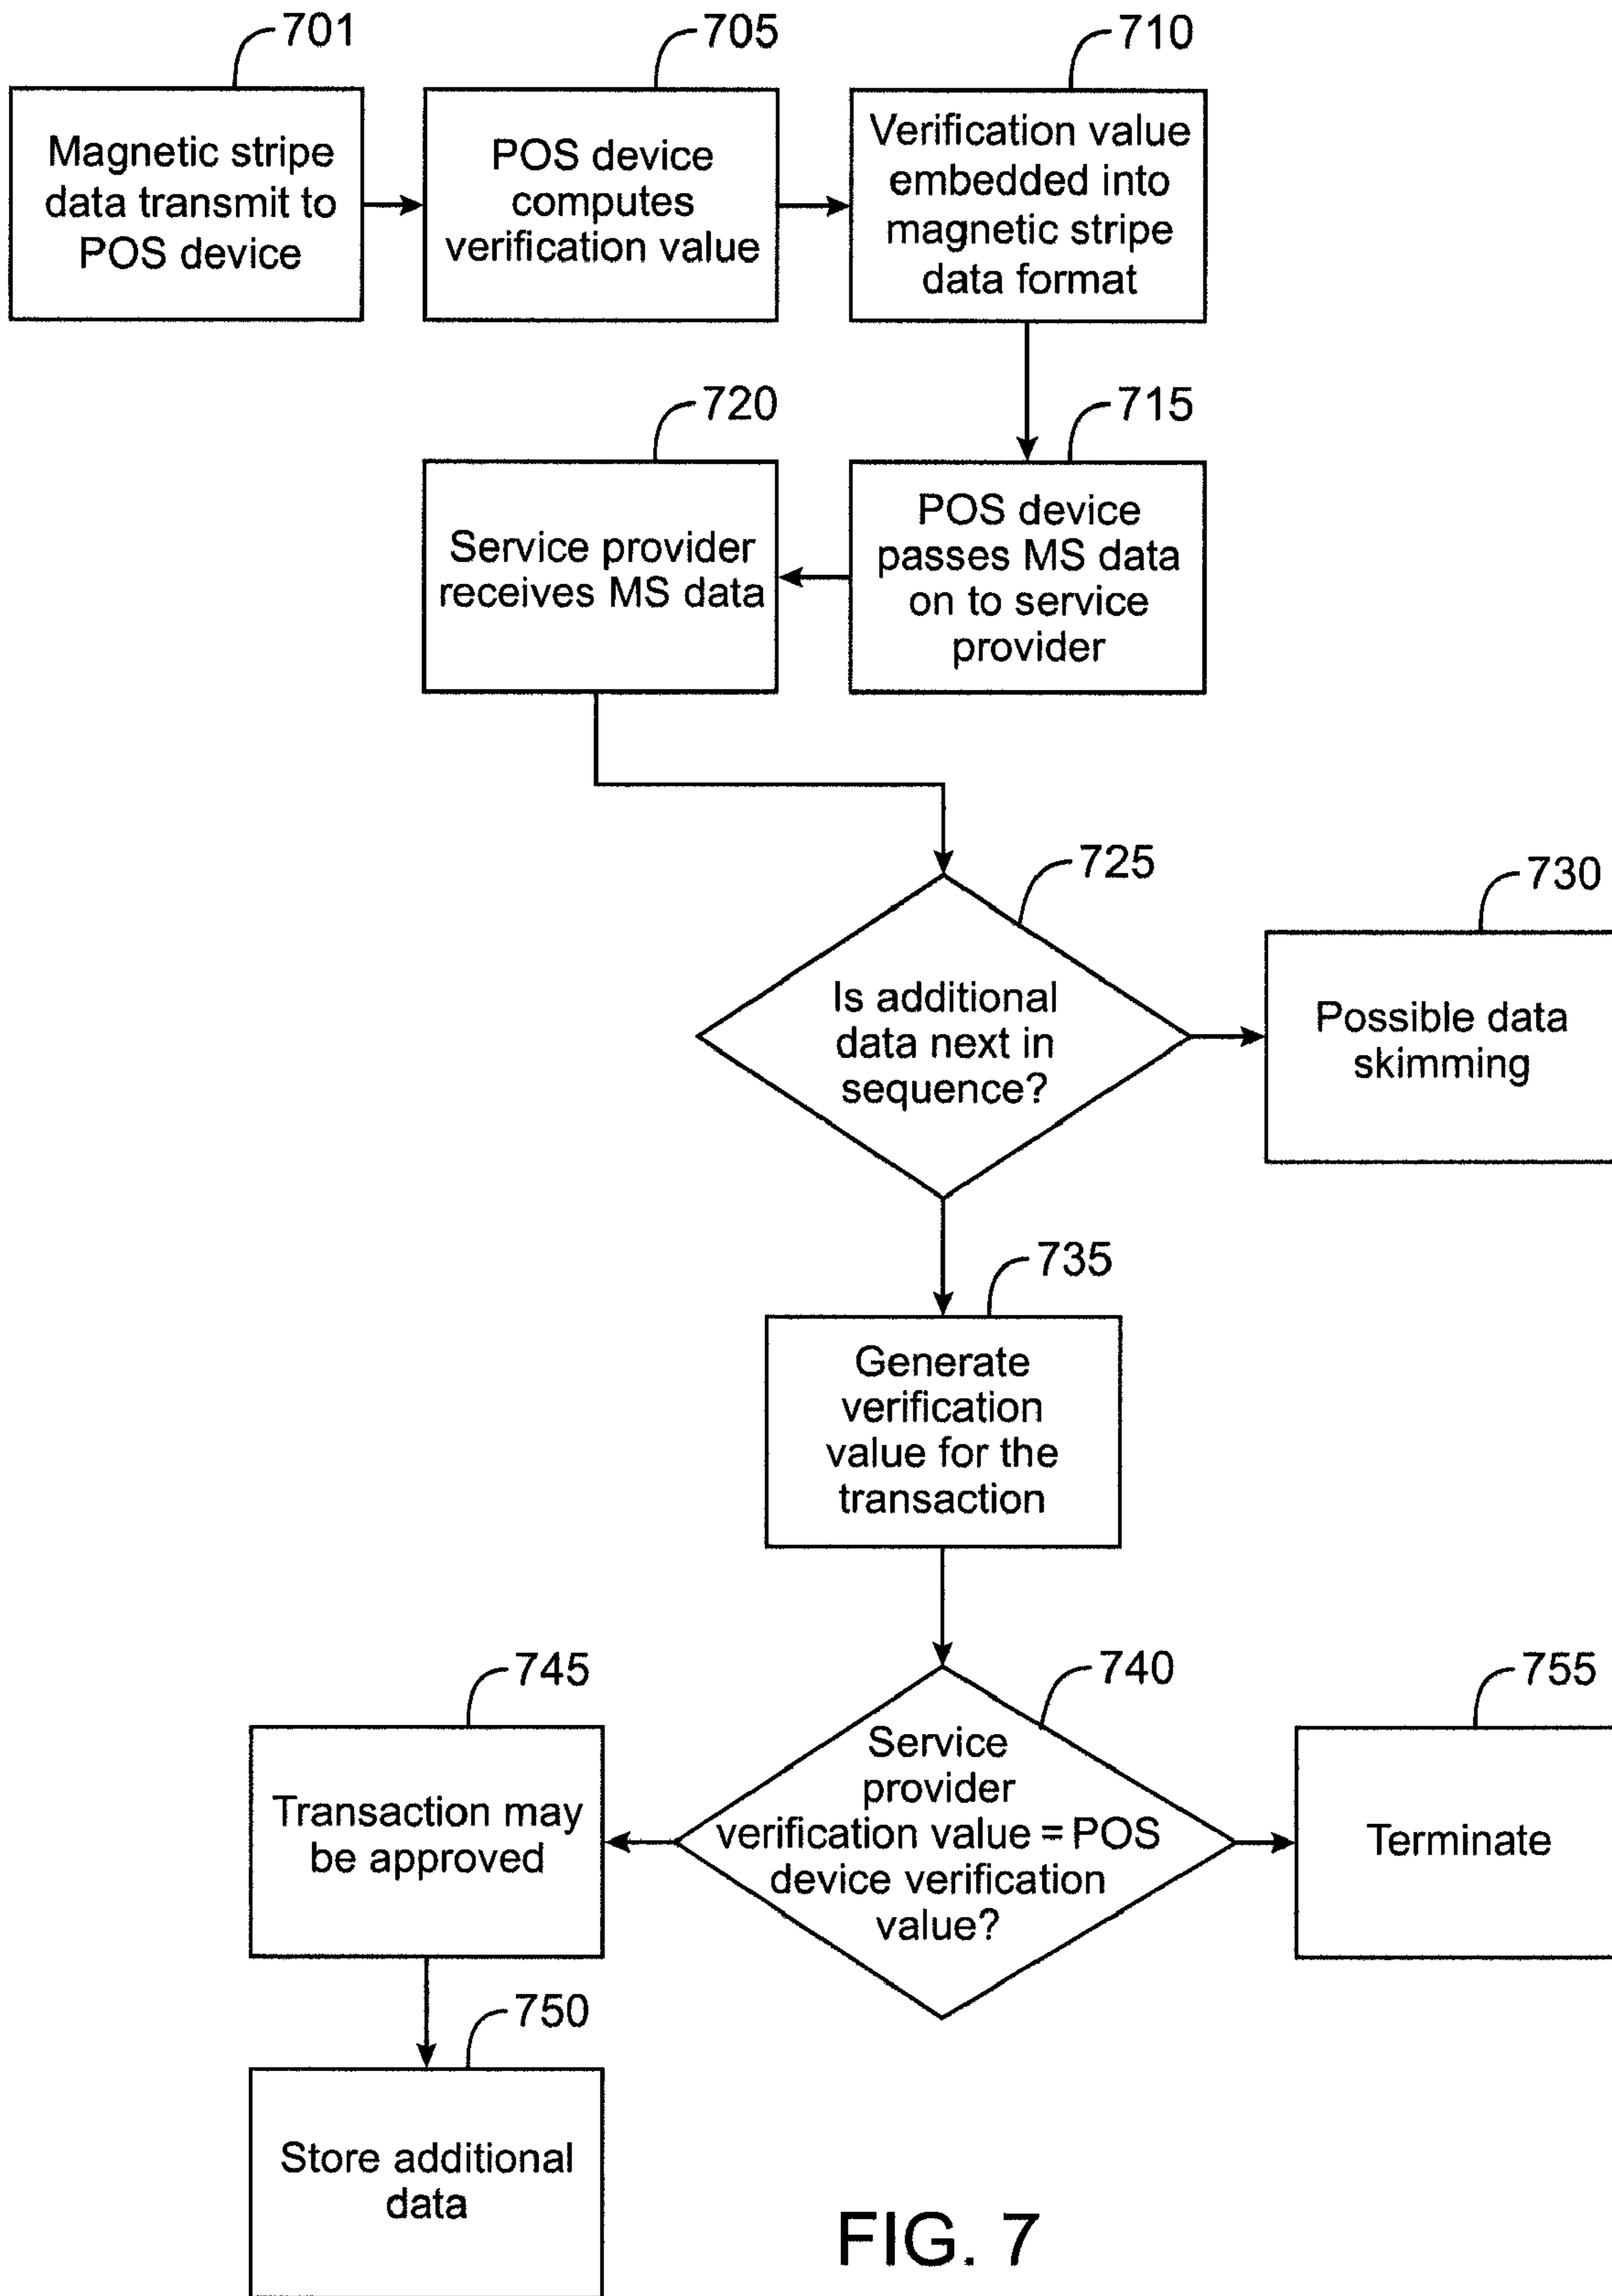 701
Magnetic stripe
data transmit to
POS device
705
POS device
computes
verification value
710
Verification value
embedded into
magnetic stripe
data format
715
POS device
passes MS data
on to service
provider
720
Service provider
receives MS data
725
Is additional
data next in
sequence?
730
Possible data
skimming
735
Generate
verification
value for the
transaction
740
Service
provider
verification value = POS
device verification
value?
745
Transaction may
be approved
755
Terminate
750
Store additional
data
FIG. 7